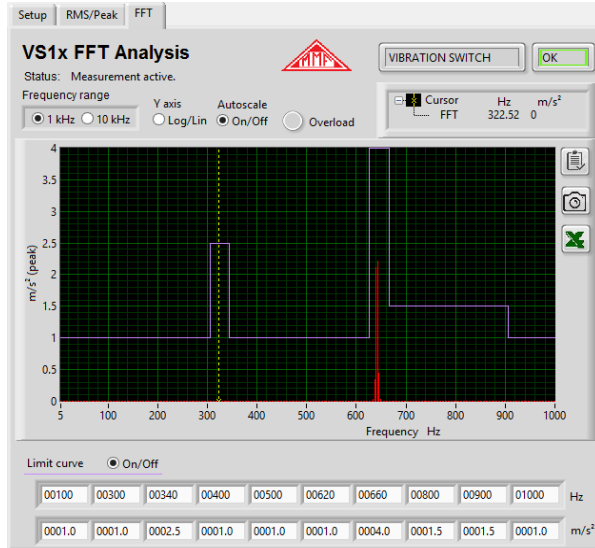 Setup RMS/Peak FFT
VS1x FFT Analysis
MMF
VIBRATION SWITCH OK
Status: Measurement active.
Frequency range
1 kHz 10 kHz
Y axis
Log/Lin
Autoscale
On/Off
Overload
Cursor Hz m/s²
FFT 322.52 0
4
3.5
3
2.5
2
1.5
1
0.5
0
m/s² (peak)
5 100 200 300 400 500 600 700 800 900 1000
Frequency Hz
Limit curve On/Off
00100 00300 00340 00400 00500 00620 00660 00800 00900 01000 Hz
0001.0 0001.0 0002.5 0001.0 0001.0 0001.0 0004.0 0001.5 0001.5 0001.0 m/s²